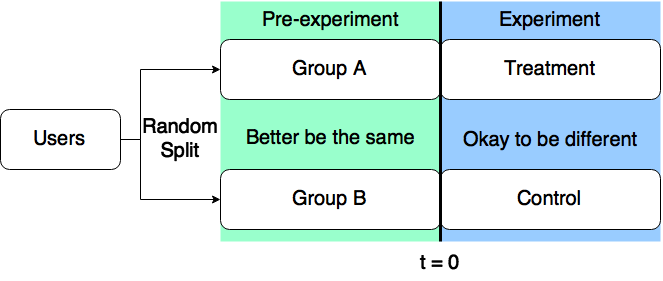 Pre-experiment
Experiment
Group A
Treatment
Users
Random
Split
Better be the same
Okay to be different
Group B
Control
t = 0